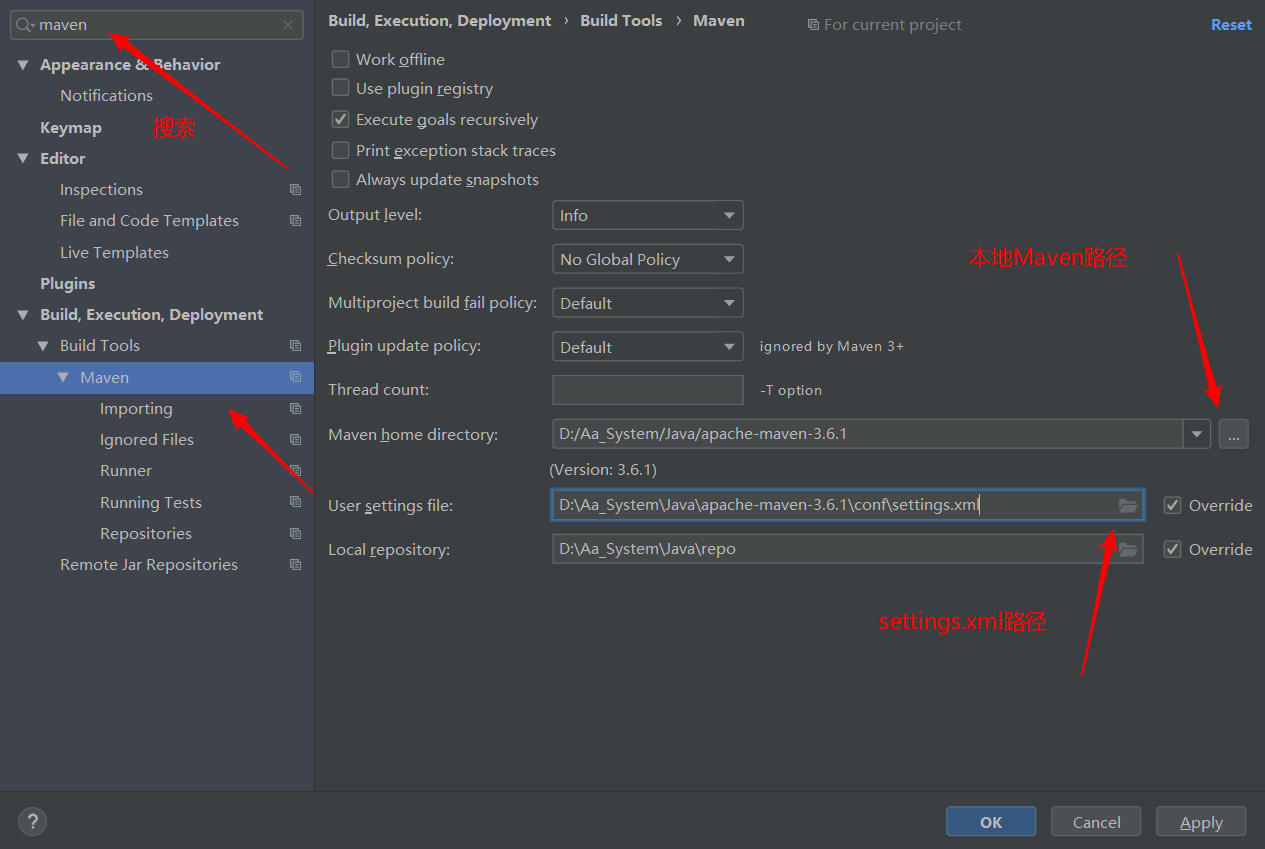 maven
Appearance & Behavior
Notifications
Keymap
搜索
Editor
Inspections
File and Code Templates
Live Templates
Plugins
Build, Execution, Deployment
Build Tools
Maven
Importing
Ignored Files
Runner
Running Tests
Repositories
Remote Jar Repositories
Build, Execution, Deployment › Build Tools › Maven
For current project
Reset
Work offline
Use plugin registry
Execute goals recursively
Print exception stack traces
Always update snapshots
Output level: Info
Checksum policy: No Global Policy
本地Maven路径
Multiproject build fail policy: Default
Plugin update policy: Default ignored by Maven 3+
Thread count: -T option
Maven home directory: D:/Aa_System/Java/apache-maven-3.6.1 ...
(Version: 3.6.1)
User settings file: D:\Aa_System\Java\apache-maven-3.6.1\conf\settings.xml Override
Local repository: D:\Aa_System\Java\repo Override
settings.xml路径
?
OK
Cancel
Apply